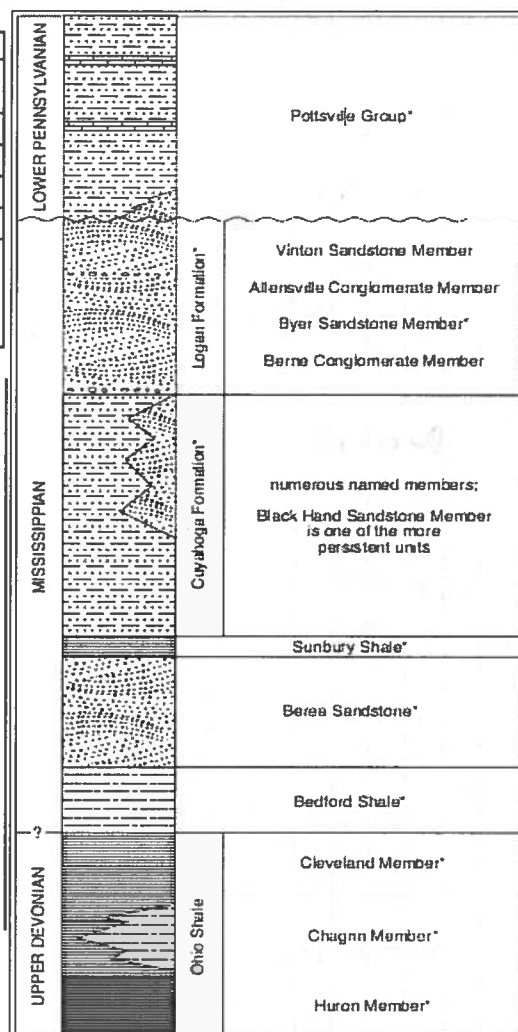 LOWER PENNSYLVANIAN
Pottsville Group*
MISSISSIPPIAN
Logan Formation*
Vinton Sandstone Member
Allensville Conglomerate Member
Byer Sandstone Member*
Berne Conglomerate Member
Cuyahoga Formation*
numerous named members;
Black Hand Sandstone Member
is one of the more
persistent units
Sunbury Shale*
Berea Sandstone*
Bedford Shale*
?
UPPER DEVONIAN
Ohio Shale
Cleveland Member*
Chagrin Member*
Huron Member*